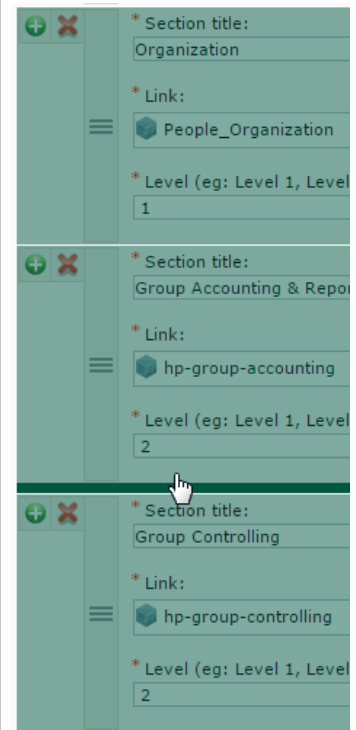 * Section title:
Organization
* Link:
People_Organization
* Level (eg: Level 1, Level
1
* Section title:
Group Accounting & Repor
* Link:
hp-group-accounting
* Level (eg: Level 1, Level
2
* Section title:
Group Controlling
* Link:
hp-group-controlling
* Level (eg: Level 1, Level
2